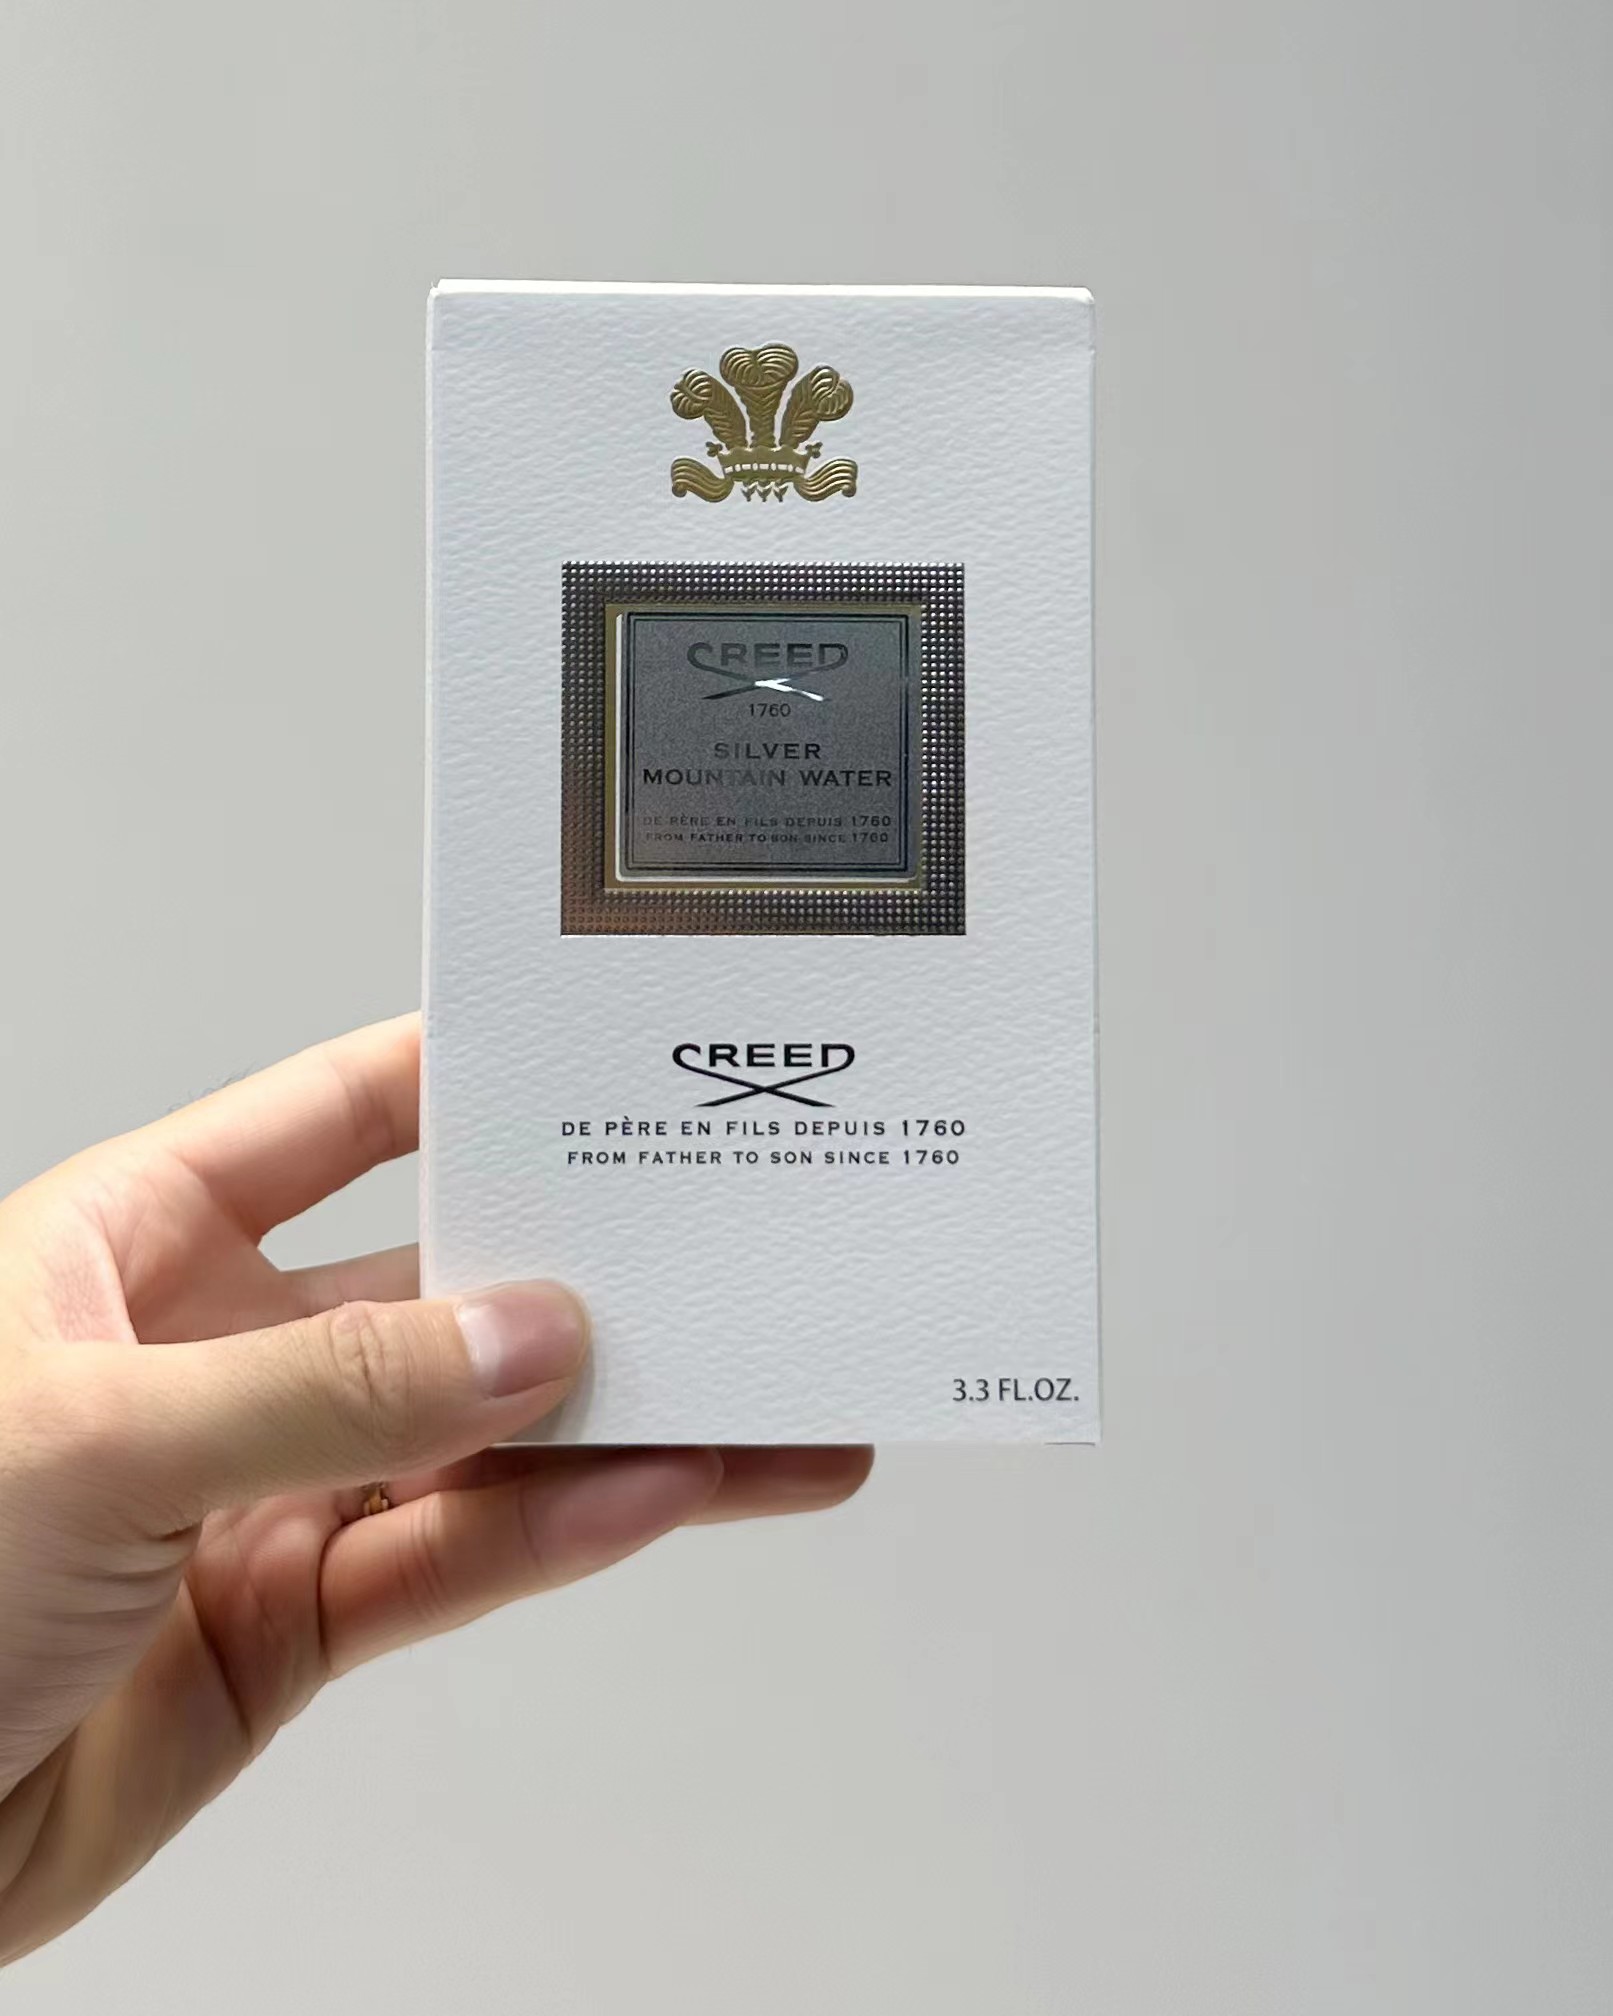 CREED
1760
SILVER
MOUNTAIN WATER
DE PÈRE EN FILS DEPUIS 1760
FROM FATHER TO SON SINCE 1760
CREED
DE PÈRE EN FILS DEPUIS 1760
FROM FATHER TO SON SINCE 1760
3.3 FL.OZ.